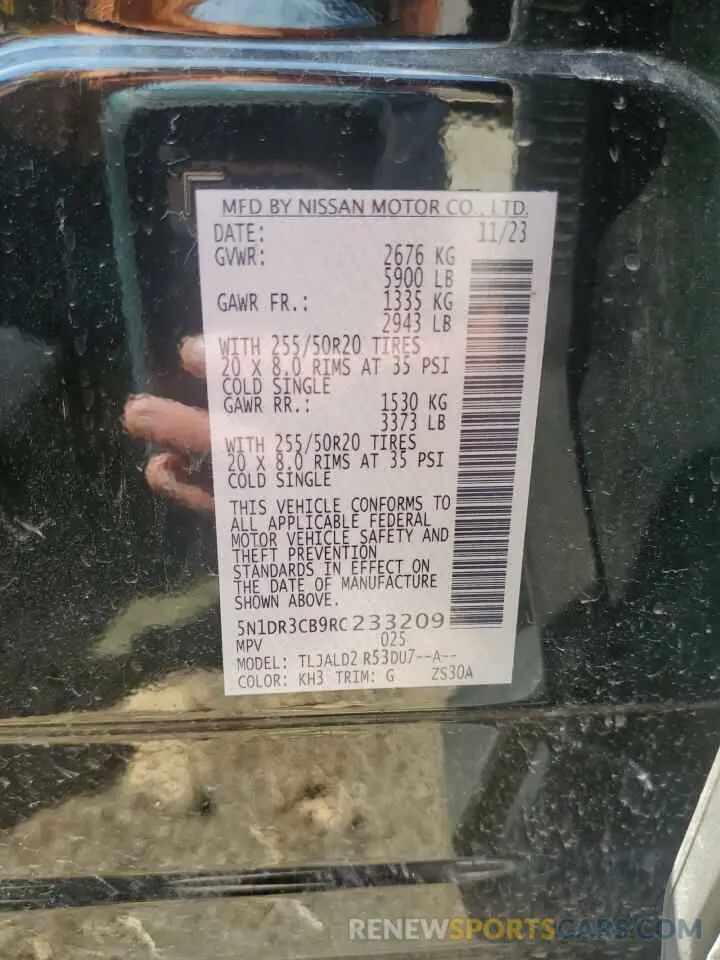 MFD BY NISSAN MOTOR CO., LTD.
DATE: 11/23
GVWR: 2676 KG
5900 LB
GAWR FR.: 1335 KG
2943 LB
WITH 255/50R20 TIRES
20 X 8.0 RIMS AT 35 PSI
COLD SINGLE
GAWR RR.: 1530 KG
3373 LB
WITH 255/50R20 TIRES
20 X 8.0 RIMS AT 35 PSI
COLD SINGLE
THIS VEHICLE CONFORMS TO
ALL APPLICABLE FEDERAL
MOTOR VEHICLE SAFETY AND
THEFT PREVENTION
STANDARDS IN EFFECT ON
THE DATE OF MANUFACTURE
SHOWN ABOVE.
5N1DR3CB9RC233209
MPV 025
MODEL: TLJALD2 R53DU7--A--
COLOR: KH3 TRIM: G ZS30A
RENEWSPORTSCARS.COM